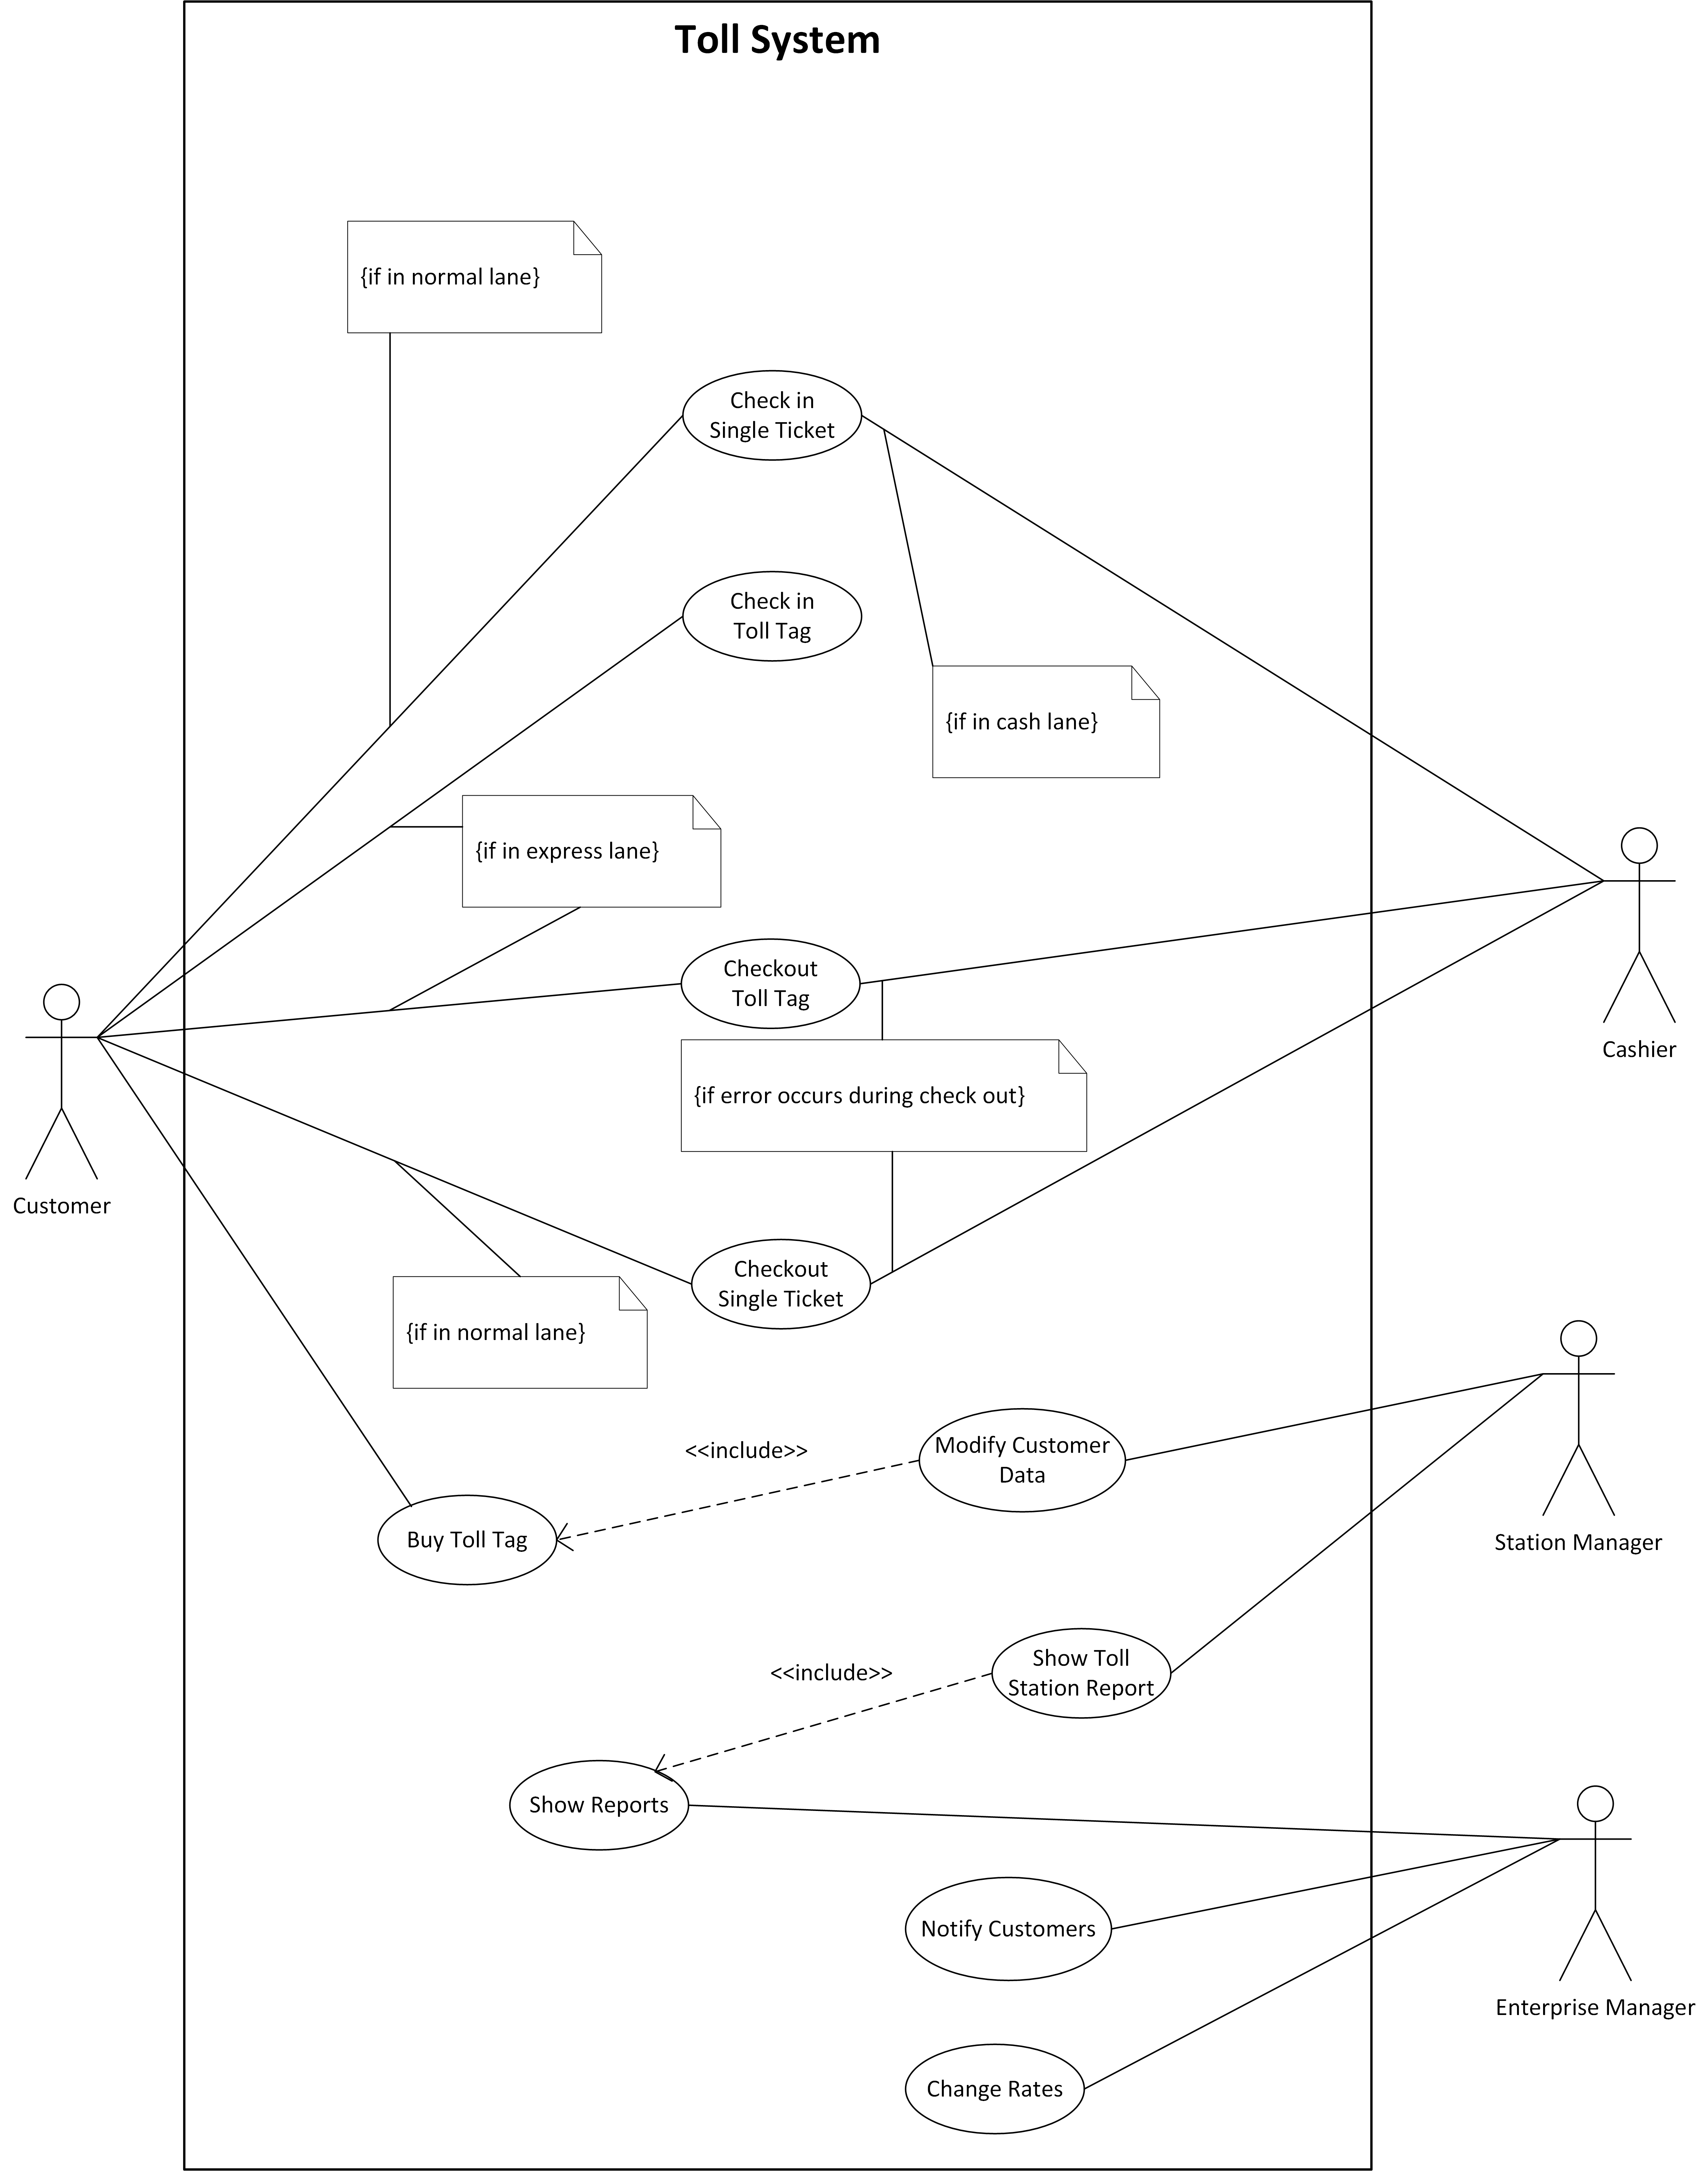 Toll System
{if in normal lane}
Check in
Single Ticket
Check in
Toll Tag
{if in cash lane}
{if in express lane}
Checkout
Toll Tag
Cashier
{if error occurs during check out}
Customer
Checkout
Single Ticket
{if in normal lane}
<<include>>
Modify Customer
Data
Buy Toll Tag
Station Manager
<<include>>
Show Toll
Station Report
Show Reports
Notify Customers
Enterprise Manager
Change Rates